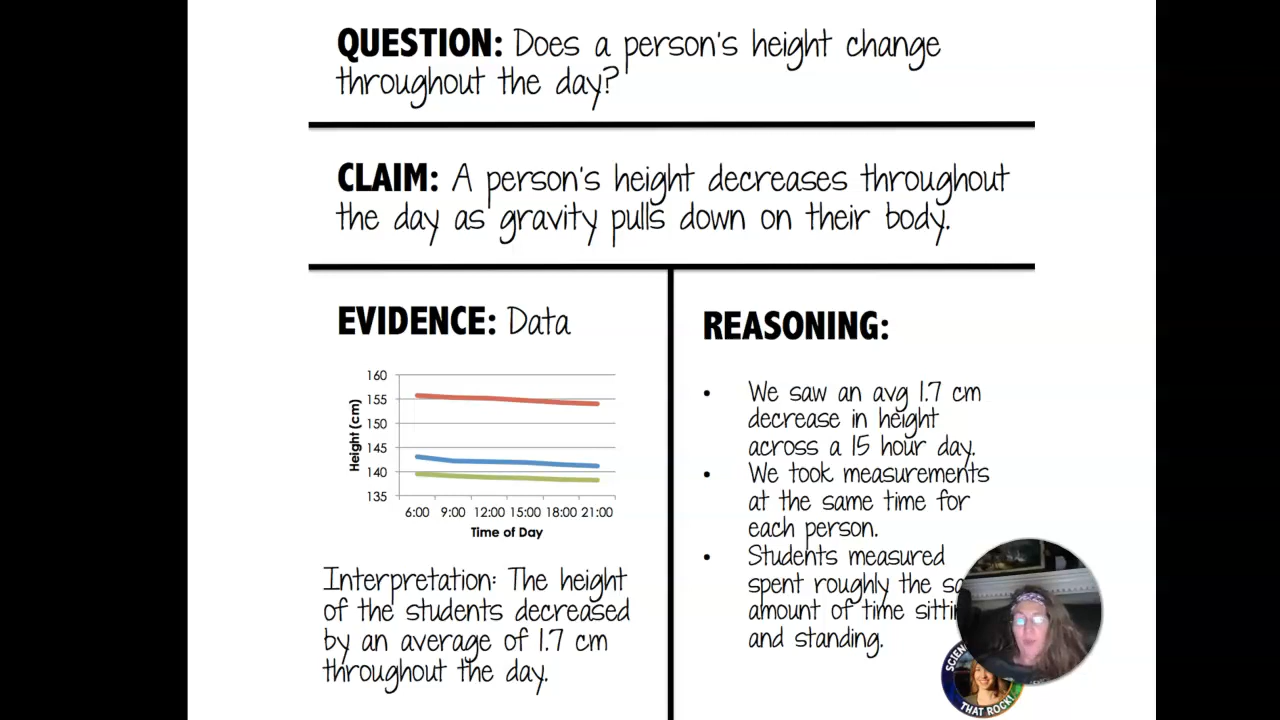 QUESTION: Does a person's height change
throughout the day?
CLAIM: A person's height decreases throughout
the day as gravity pulls down on their body.
EVIDENCE: Data
160
155
150
145
140
135
Height (cm)
6:00 9:00 12:00 15:00 18:00 21:00
Time of Day
Interpretation: The height
of the students decreased
by an average of 1.7 cm
throughout the day.
REASONING:
• We saw an avg 1.7 cm
decrease in height
across a 15 hour day.
• We took measurements
at the same time for
each person.
• Students measured
spent roughly the
amount of time
and standing.
THAT ROCK!